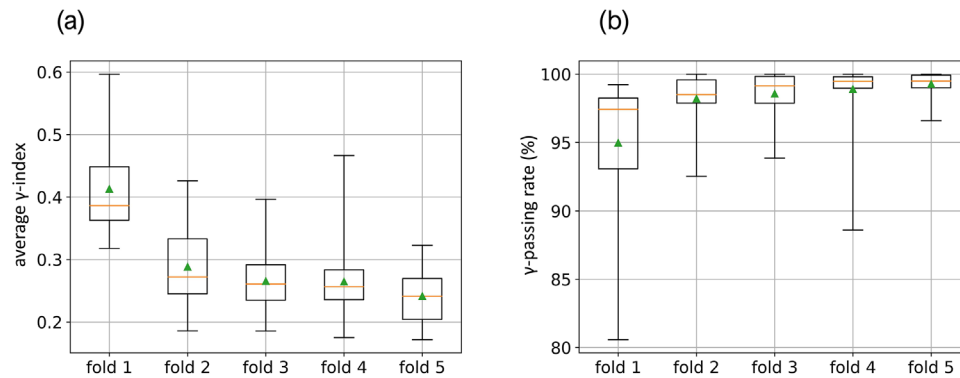 (a)
average γ-index
0.6
0.5
0.4
0.3
0.2
fold 1 fold 2 fold 3 fold 4 fold 5
(b)
γ-passing rate (%)
100
95
90
85
80
fold 1 fold 2 fold 3 fold 4 fold 5